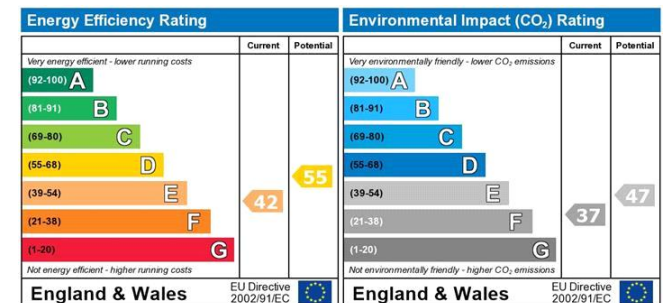 Energy Efficiency Rating
Current Potential
Very energy efficient - lower running costs
(92-100) A
(81-91) B
(69-80) C
(55-68) D
55
(39-54) E
42
(21-38) F
(1-20) G
Not energy efficient - higher running costs
England & Wales
EU Directive
2002/91/EC
Environmental Impact (CO₂) Rating
Current Potential
Very environmentally friendly - lower CO₂ emissions
(92-100) A
(81-91) B
(69-80) C
(55-68) D
(39-54) E
47
(21-38) F
37
(1-20) G
Not environmentally friendly - higher CO₂ emissions
England & Wales
EU Directive
2002/91/EC